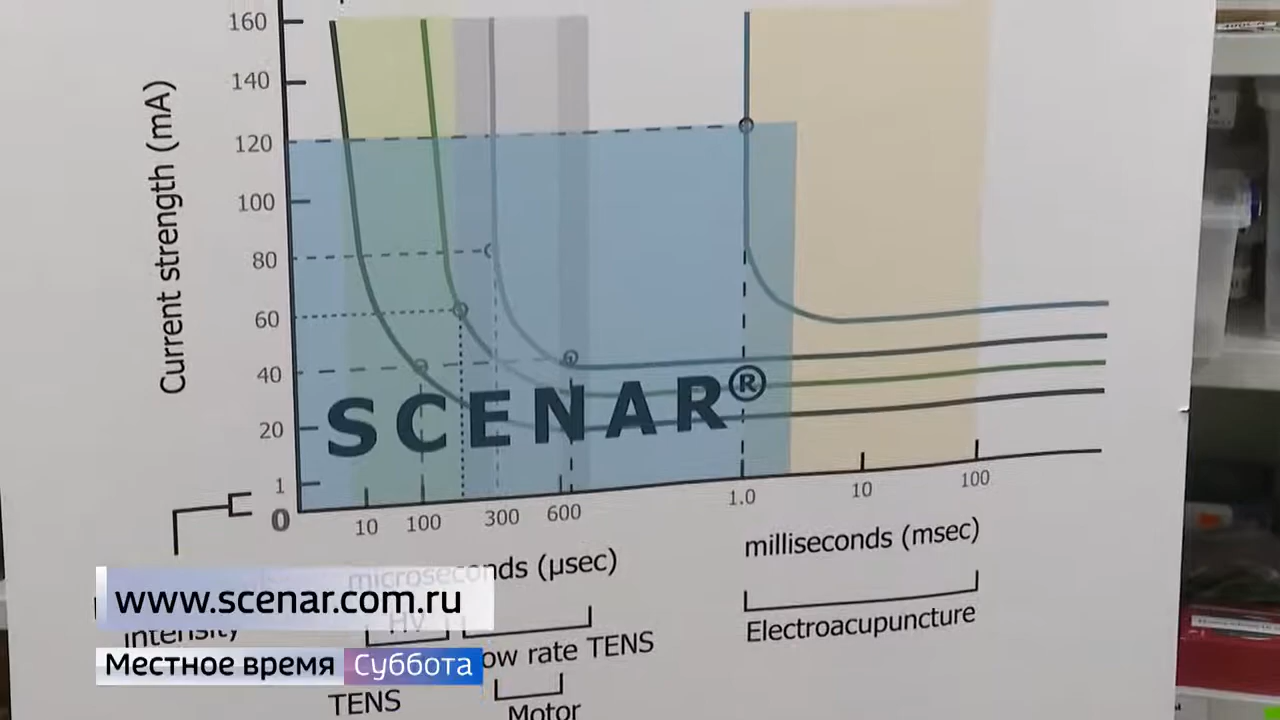 160
140
120
100
80
60
40
20
1
0
Current strength (mA)
SCENAR®
10 100 300 600 1.0 10 100
microseconds (µsec)
milliseconds (msec)
www.scenar.com.ru
HV
intensity
Electroacupuncture
ow rate TENS
Местное время Суббота
TENS
Motor